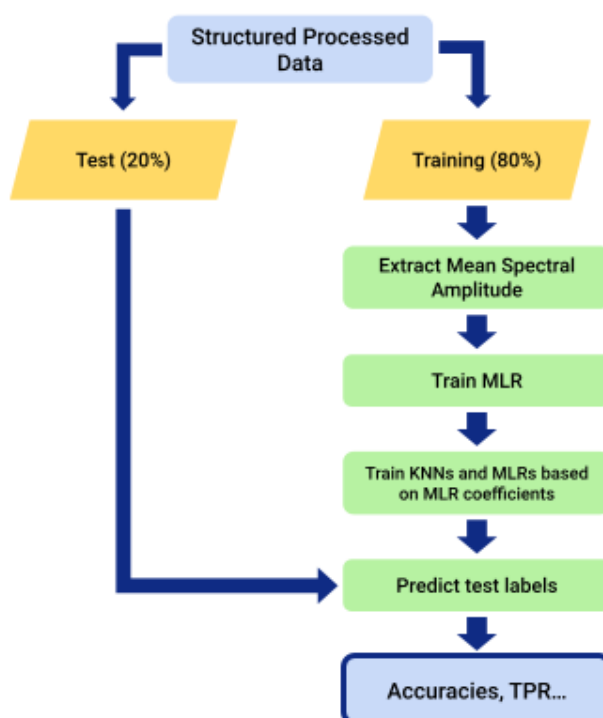 Structured Processed
Data
Test (20%)
Training (80%)
Extract Mean Spectral
Amplitude
Train MLR
Train KNNs and MLRs based
on MLR coefficients
Predict test labels
Accuracies, TPR...